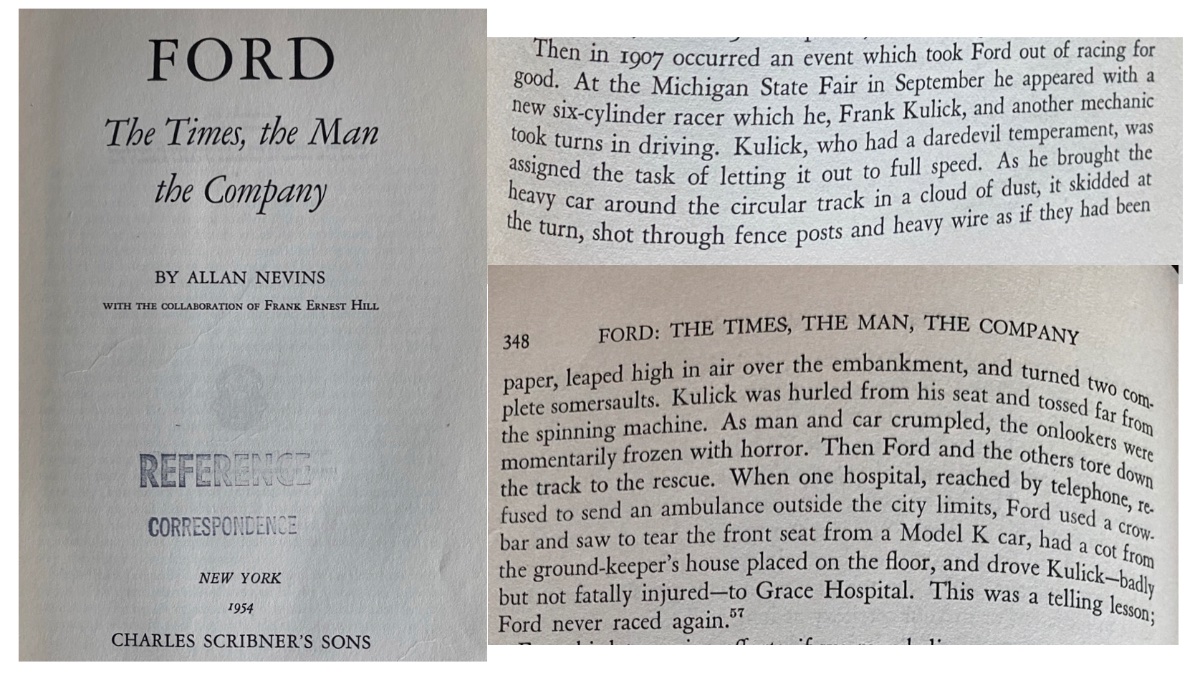 FORD
The Times, the Man
the Company
BY ALLAN NEVINS
WITH THE COLLABORATION OF FRANK ERNEST HILL
REFERENCE
CORRESPONDENCE
NEW YORK
1954
CHARLES SCRIBNER'S SONS
Then in 1907 occurred an event which took Ford out of racing for
good. At the Michigan State Fair in September he appeared with a
new six-cylinder racer which he, Frank Kulick, and another mechanic
took turns in driving. Kulick, who had a daredevil temperament, was
assigned the task of letting it out to full speed. As he brought the
heavy car around the circular track in a cloud of dust, it skidded at
the turn, shot through fence posts and heavy wire as if they had been
348 FORD: THE TIMES, THE MAN, THE COMPANY
paper, leaped high in air over the embankment, and turned two com-
plete somersaults. Kulick was hurled from his seat and tossed far from
the spinning machine. As man and car crumpled, the onlookers were
momentarily frozen with horror. Then Ford and the others tore down
the track to the rescue. When one hospital, reached by telephone, re-
fused to send an ambulance outside the city limits, Ford used a crow-
bar and saw to tear the front seat from a Model K car, had a cot from
the ground-keeper's house placed on the floor, and drove Kulick—badly
but not fatally injured—to Grace Hospital. This was a telling lesson;
Ford never raced again.57